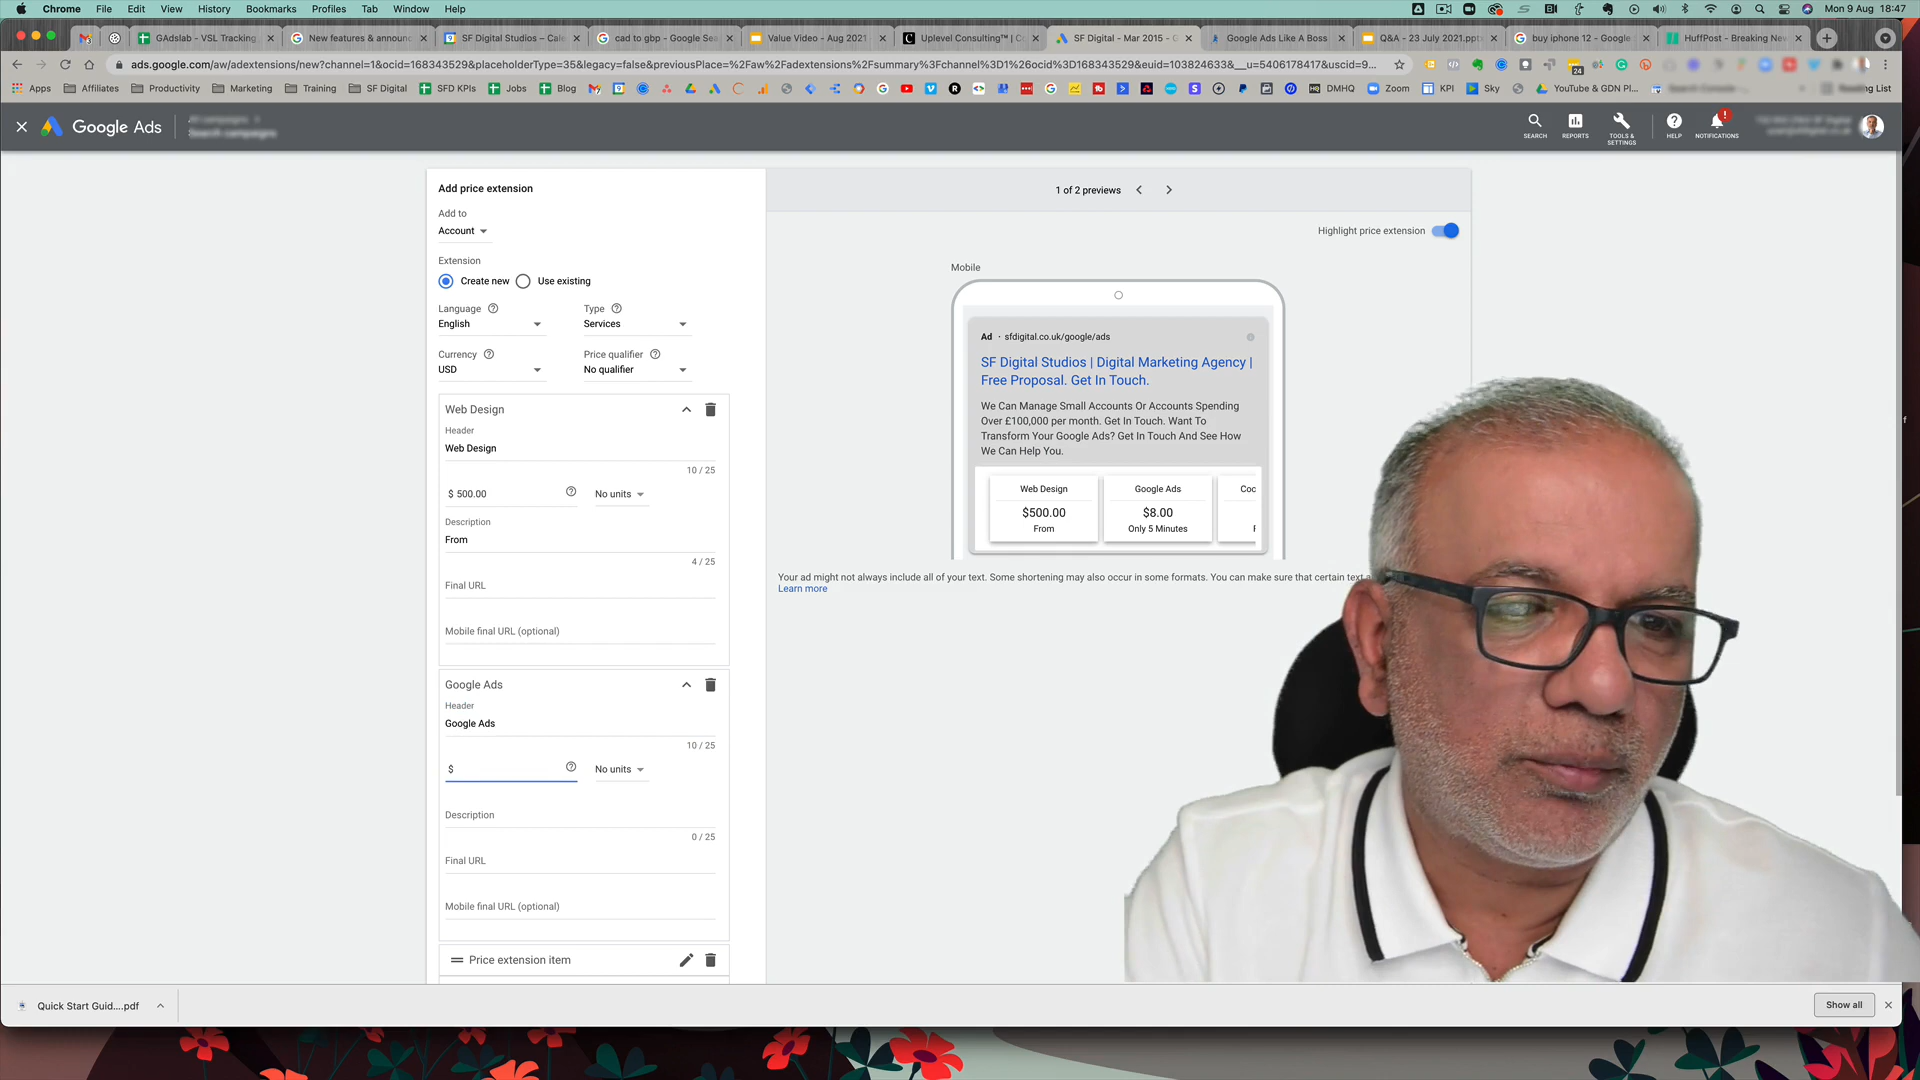 Chrome File Edit View History Bookmarks Profiles Tab Window Help
Mon 9 Aug 18:47
GAdslab - VSL Tracking
New features & announc
SF Digital Studios – Cale
cad to gbp - Google Sea
Value Video - Aug 2021
Uplevel Consulting™ | Co
SF Digital - Mar 2015 - G
Google Ads Like A Boss
Q&A - 23 July 2021.pptx
buy iphone 12 - Google S
HuffPost - Breaking New
ads.google.com/aw/adextensions/new?channel=1&ocid=168343529&placeholderType=35&legacy=false&previousPlace=%2Faw%2Fadextensions%2Fsummary%3Fchannel%3D1%26ocid%3D168343529&euid=103824633&__u=5406178417&uscid=9...
24
Apps Affiliates Productivity Marketing Training SF Digital SFD KPIs Jobs Blog
HQ DMHQ Zoom KPI Sky YouTube & GDN Pl...
Reading List
Google Ads
Search campaigns
SEARCH REPORTS TOOLS & SETTINGS HELP NOTIFICATIONS
!
Add price extension
Add to
Account
Extension
Create new Use existing
Language Type
English Services
Currency Price qualifier
USD No qualifier
Web Design
Header
Web Design
10 / 25
$ 500.00 No units
Description
From
4 / 25
Final URL
Mobile final URL (optional)
Google Ads
Header
Google Ads
10 / 25
$ No units
Description
0 / 25
Final URL
Mobile final URL (optional)
Price extension item
1 of 2 previews
Highlight price extension
Mobile
Ad · sfdigital.co.uk/google/ads
SF Digital Studios | Digital Marketing Agency |
Free Proposal. Get In Touch.
We Can Manage Small Accounts Or Accounts Spending
Over £100,000 per month. Get In Touch. Want To
Transform Your Google Ads? Get In Touch And See How
We Can Help You.
Web Design Google Ads Coc
$500.00 $8.00
From Only 5 Minutes F
Your ad might not always include all of your text. Some shortening may also occur in some formats. You can make sure that certain text a
Learn more
Quick Start Guid....pdf
Show all